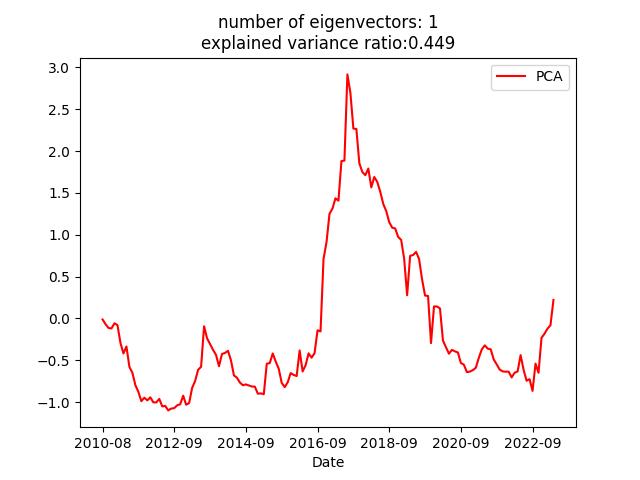 number of eigenvectors: 1
explained variance ratio:0.449
PCA
3.0
2.5
2.0
1.5
1.0
0.5
0.0
−0.5
−1.0
2010-08 2012-09 2014-09 2016-09 2018-09 2020-09 2022-09
Date